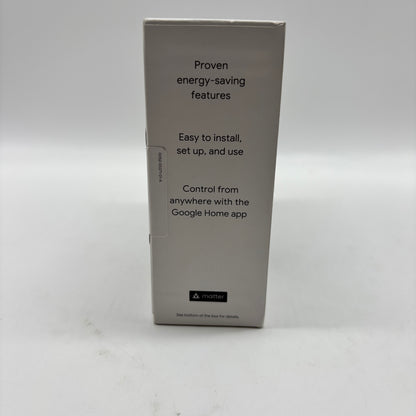 Proven
energy-saving
features
Easy to install,
set up, and use
Control from
anywhere with the
Google Home app
matter
See bottom of the box for details.